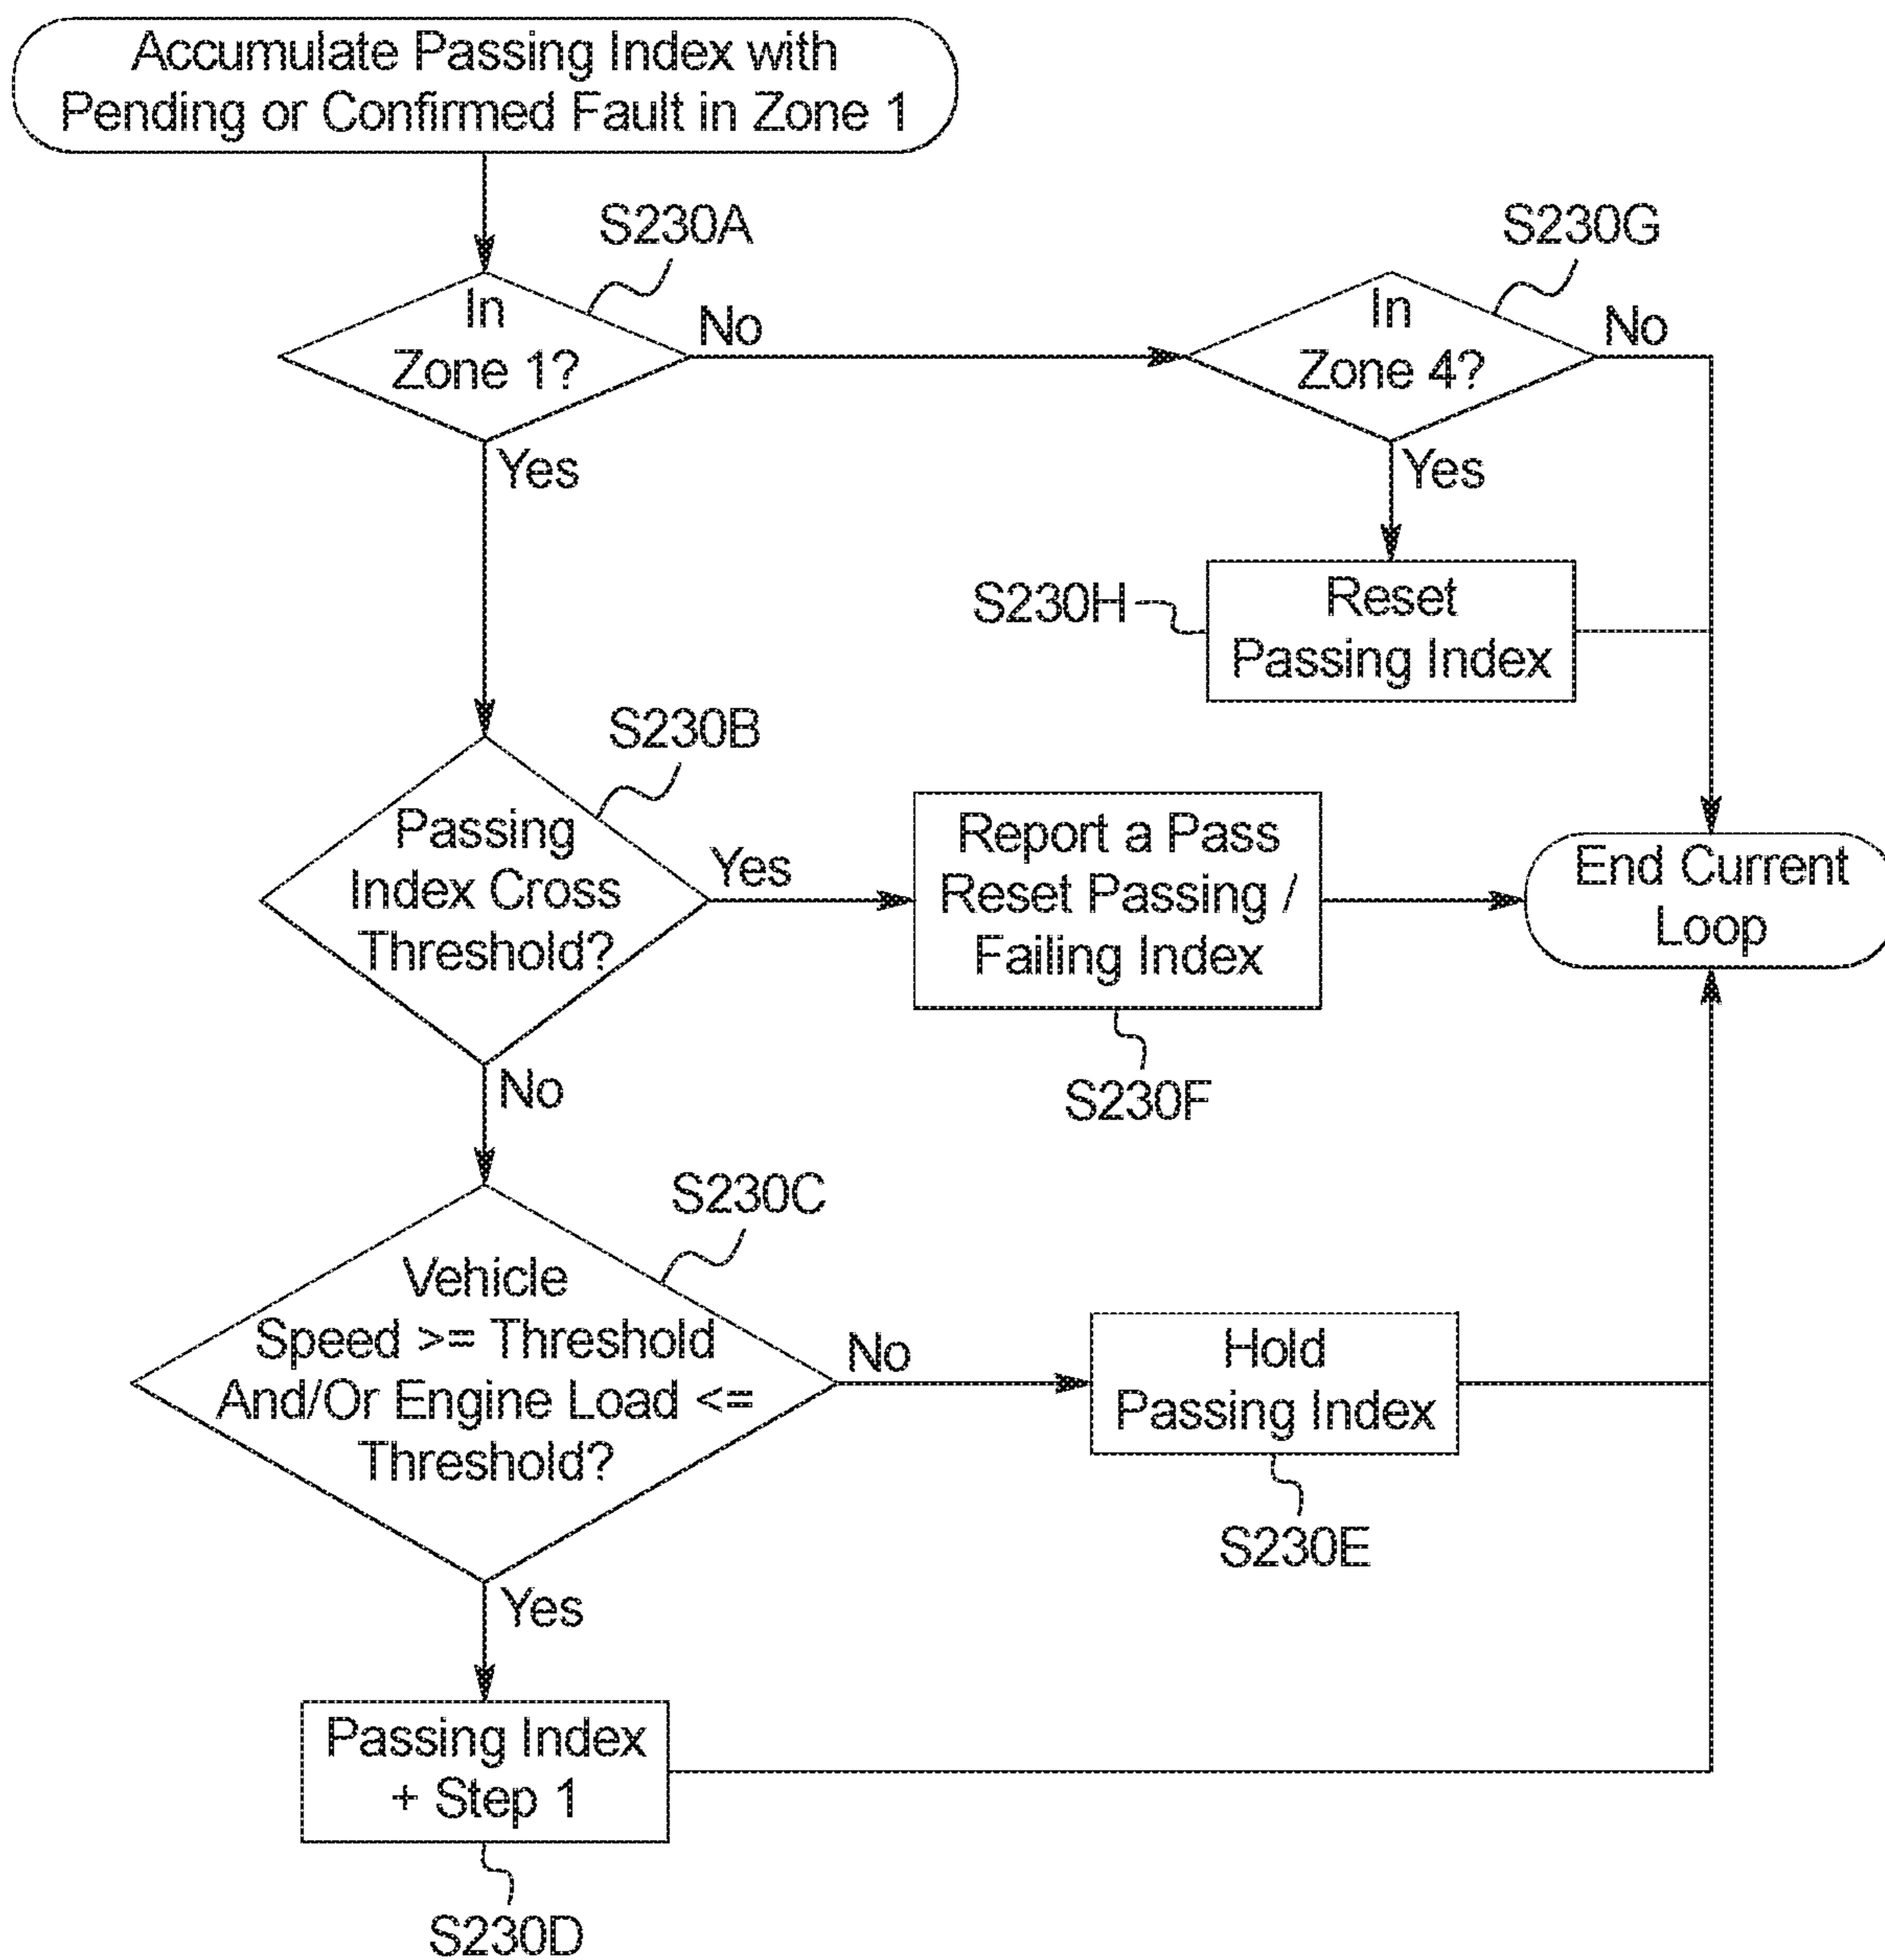 Accumulate Passing Index with
Pending or Confirmed Fault in Zone 1
S230A
S230G
In
Zone 1?
No
In
Zone 4?
No
Yes
Yes
S230H
Reset
Passing Index
S230B
Passing
Index Cross
Threshold?
Yes
Report a Pass
Reset Passing /
Failing Index
End Current
Loop
No
S230F
S230C
Vehicle
Speed >= Threshold
And/Or Engine Load <=
Threshold?
No
Hold
Passing Index
S230E
Yes
Passing Index
+ Step 1
S230D